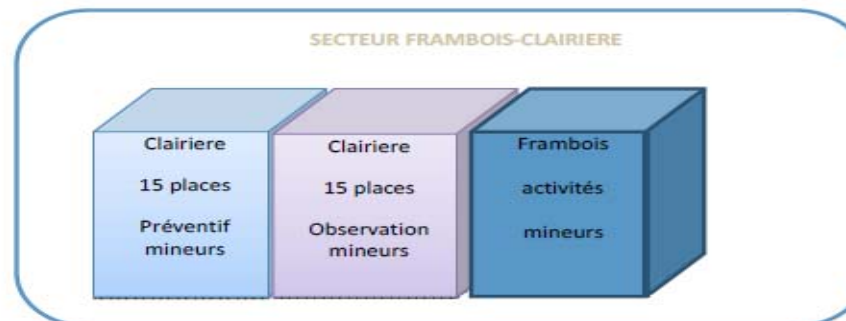 SECTEUR FRAMBOIS-CLAIRIERE
Clairiere
15 places
Préventif
mineurs
Clairiere
15 places
Observation
mineurs
Frambois
activités
mineurs